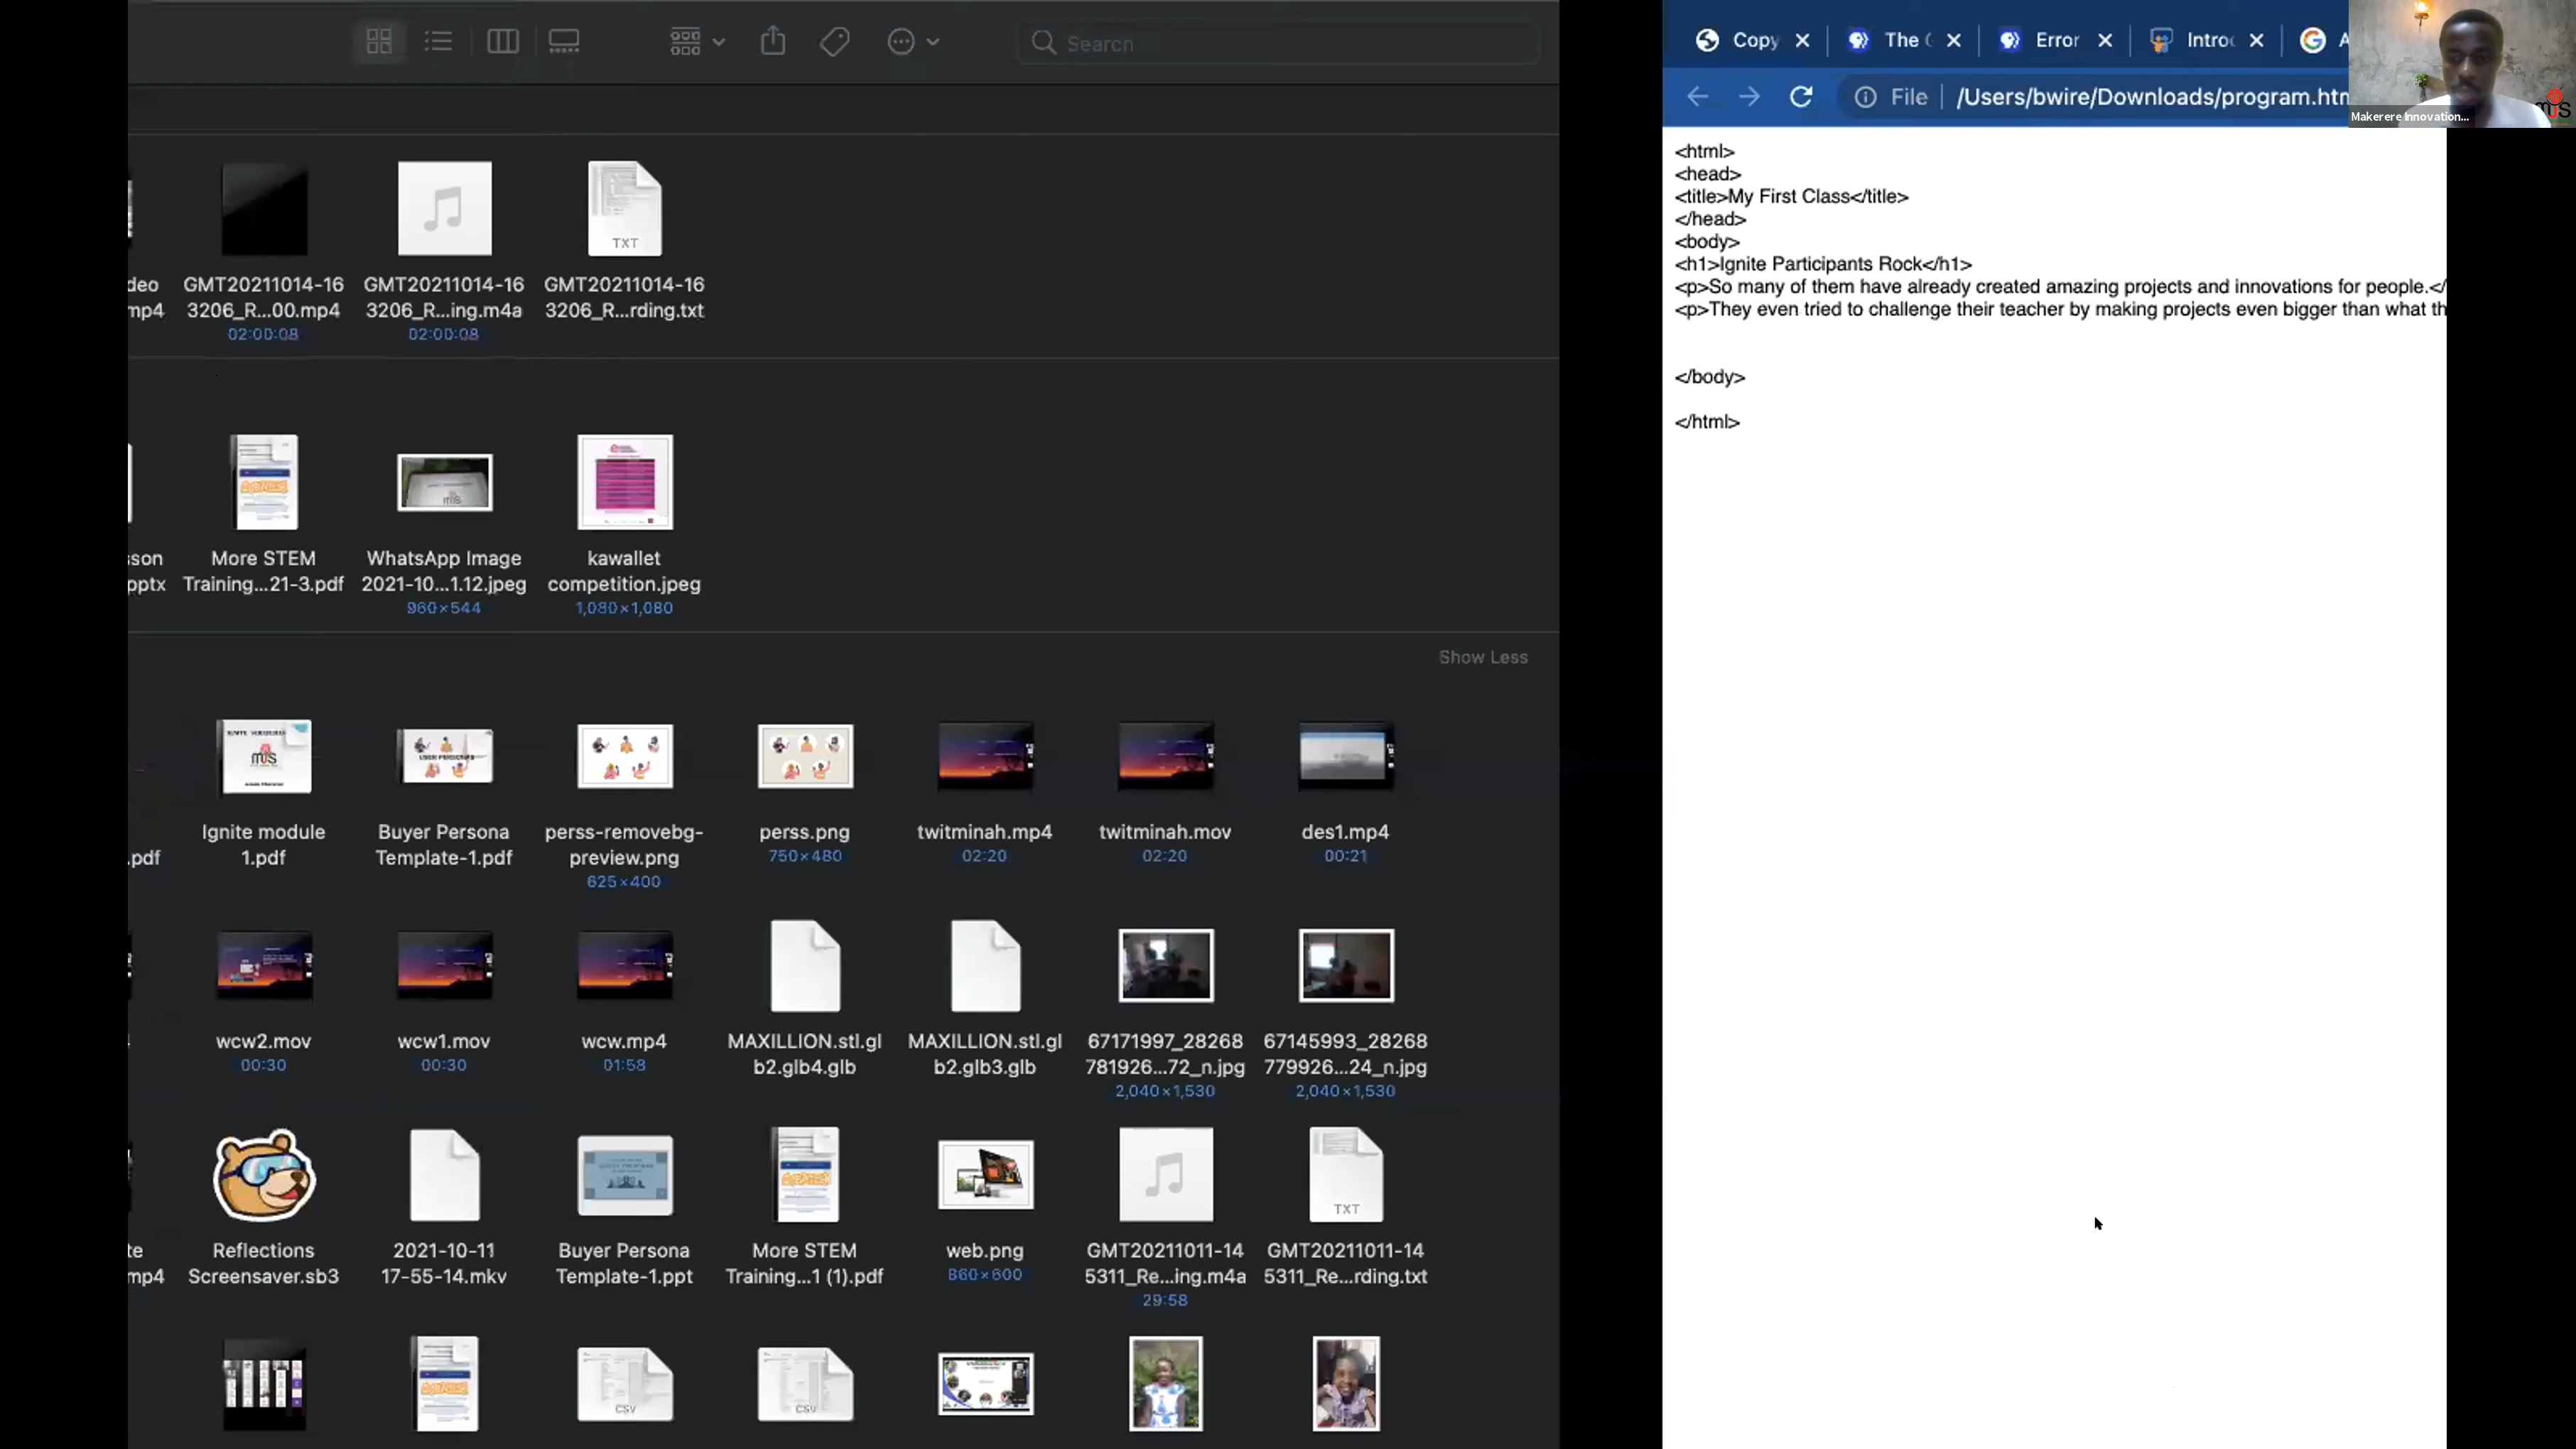 Search
deo
mp4
GMT20211014-16
3206_R...00.mp4
02:00:08
GMT20211014-16
3206_R...ing.m4a
02:00:08
TXT
GMT20211014-16
3206_R...rding.txt
sson
pptx
More STEM
Training...21-3.pdf
WhatsApp Image
2021-10...1.12.jpeg
960×544
kawallet
competition.jpeg
1,080×1,080
Show Less
.pdf
Ignite module
1.pdf
Buyer Persona
Template-1.pdf
perss-removebg-
preview.png
625×400
perss.png
750×480
twitminah.mp4
02:20
twitminah.mov
02:20
des1.mp4
00:21
wcw2.mov
00:30
wcw1.mov
00:30
wcw.mp4
01:58
MAXILLION.stl.gl
b2.glb4.glb
MAXILLION.stl.gl
b2.glb3.glb
67171997_28268
781926...72_n.jpg
2,040×1,530
67145993_28268
779926...24_n.jpg
2,040×1,530
te
mp4
Reflections
Screensaver.sb3
2021-10-11
17-55-14.mkv
Buyer Persona
Template-1.ppt
More STEM
Training...1 (1).pdf
web.png
860×600
GMT20211011-14
5311_Re...ing.m4a
29:58
TXT
GMT20211011-14
5311_Re...rding.txt
CSV
CSV
Copy
The
Error
Introd
File
/Users/bwire/Downloads/program.htm
Makerere Innovation...
<html>
<head>
<title>My First Class</title>
</head>
<body>
<h1>Ignite Participants Rock</h1>
<p>So many of them have already created amazing projects and innovations for people.</
<p>They even tried to challenge their teacher by making projects even bigger than what th
</body>
</html>